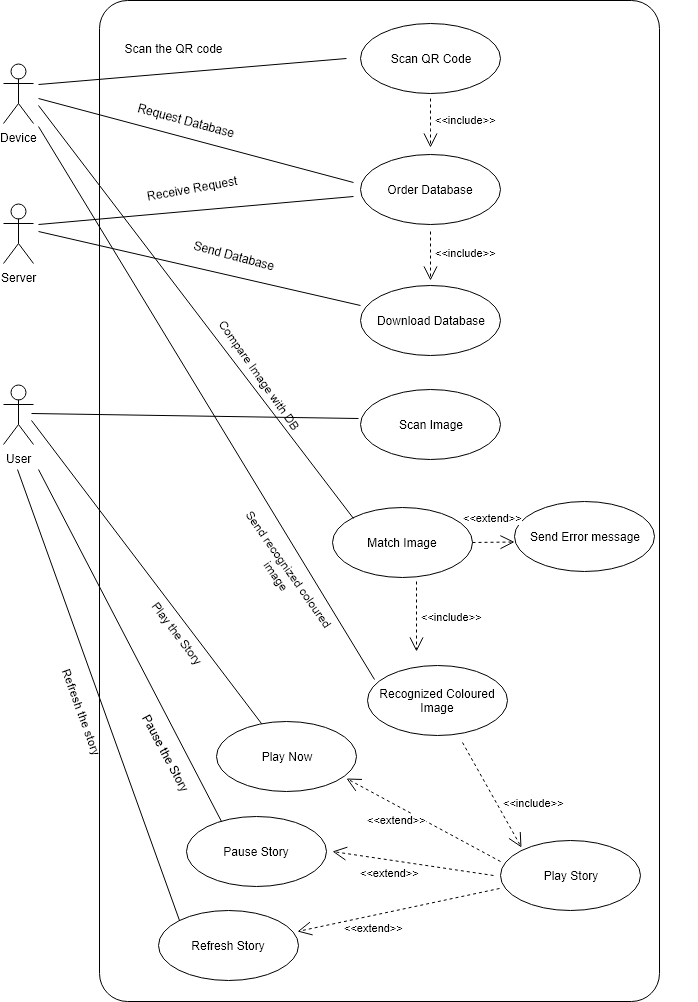 Scan the QR code
Scan QR Code
<<include>>
Device
Request Database
Receive Request
Order Database
Send Database
<<include>>
Server
Download Database
Compare Image with DB
Scan Image
User
<<extend>>
Match Image
Send Error message
Send recognized coloured
image
<<include>>
Recognized Coloured
Image
Play the Story
Refresh the story
Pause the Story
Play Now
<<include>>
<<extend>>
Pause Story
<<extend>>
Play Story
<<extend>>
Refresh Story